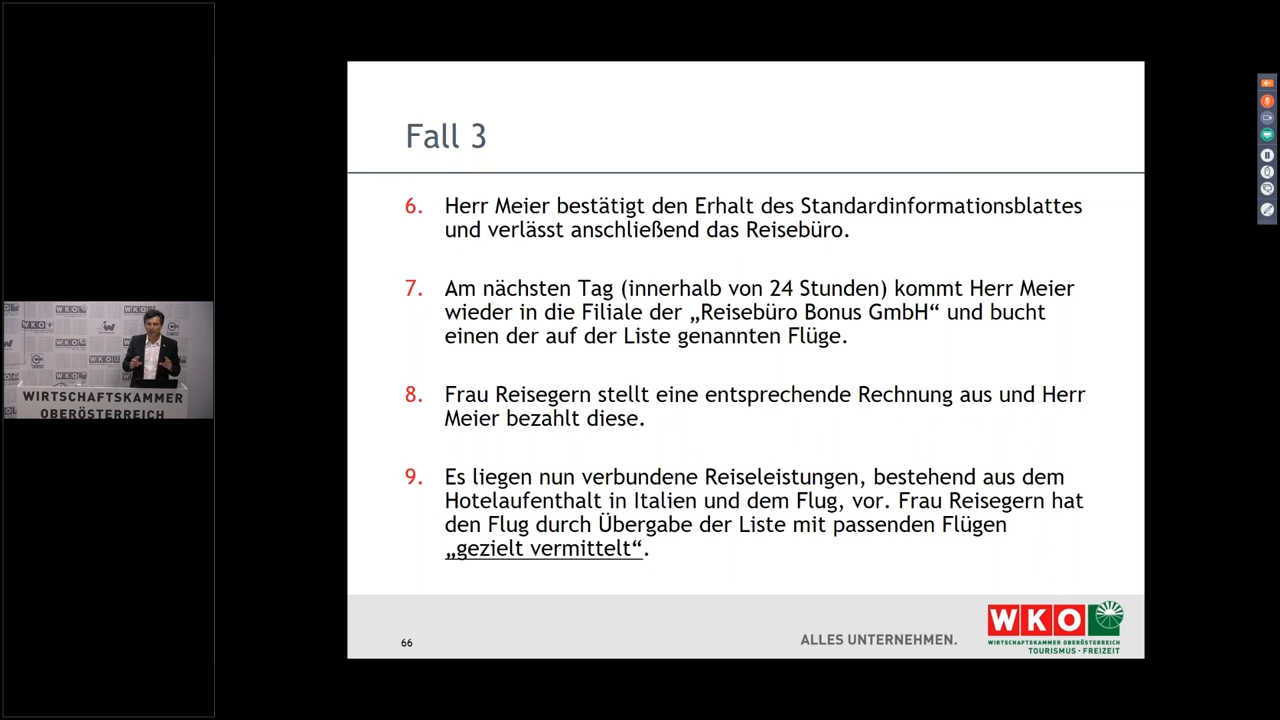 Fall 3
6. Herr Meier bestätigt den Erhalt des Standardinformationsblattes
und verlässt anschließend das Reisebüro.
7. Am nächsten Tag (innerhalb von 24 Stunden) kommt Herr Meier
wieder in die Filiale der „Reisebüro Bonus GmbH“ und bucht
einen der auf der Liste genannten Flüge.
8. Frau Reisegern stellt eine entsprechende Rechnung aus und Herr
Meier bezahlt diese.
9. Es liegen nun verbundene Reiseleistungen, bestehend aus dem
Hotelaufenthalt in Italien und dem Flug, vor. Frau Reisegern hat
den Flug durch Übergabe der Liste mit passenden Flügen
„gezielt vermittelt“.
66
ALLES UNTERNEHMEN.
WKO
WIRTSCHAFTSKAMMER OBERÖSTERREICH
TOURISMUS · FREIZEIT
WKO
WIRTSCHAFTSKAMMER
OBERÖSTERREICH